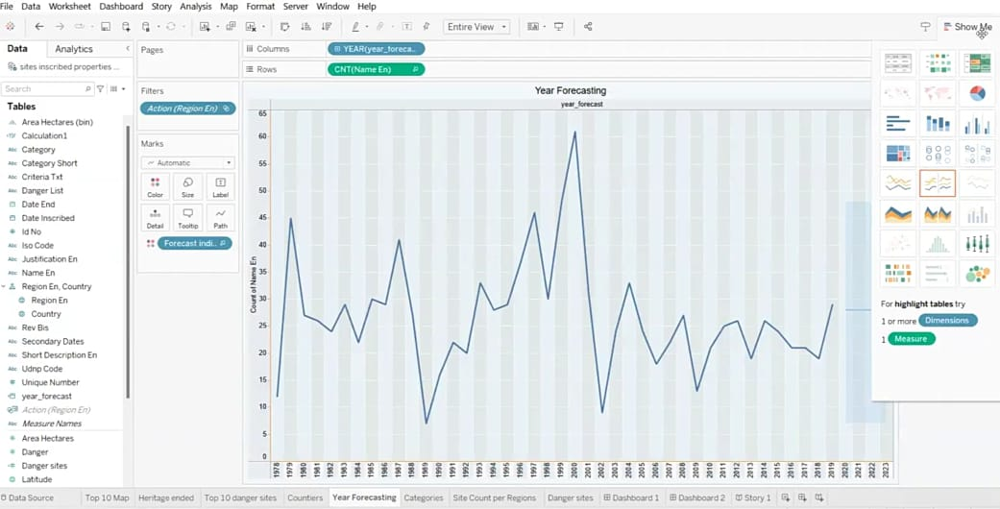 File Data Worksheet Dashboard Story Analysis Map Format Server Window Help
Entire View
Show Me
Data Analytics
sites inscribed properties ...
Search
Tables
Area Hectares (bin)
Calculation1
Category
Category Short
Criteria Txt
Danger List
Date End
Date Inscribed
Id No
Iso Code
Justification En
Name En
Region En, Country
Region En
Country
Rev Bis
Secondary Dates
Short Description En
Udnp Code
Unique Number
year_forecast
Action (Region En)
Measure Names
Area Hectares
Danger
Danger sites
Latitude
Pages
Filters
Action (Region En)
Marks
Automatic
Color Size Label
Detail Tooltip Path
Forecast indi..
Columns YEAR(year_foreca..
Rows CNT(Name En)
Year Forecasting
year_forecast
Count of Name En
65
60
55
50
45
40
35
30
25
20
15
10
5
0
1978 1979 1980 1981 1982 1983 1984 1985 1986 1987 1988 1989 1990 1991 1992 1993 1994 1995 1996 1997 1998 1999 2000 2001 2002 2003 2004 2005 2006 2007 2008 2009 2010 2011 2012 2013 2014 2015 2016 2017 2018 2019 2020 2021 2022 2023
For highlight tables try
1 or more Dimensions
1 Measure
Data Source Top 10 Map Heritage ended Top 10 danger sites Countiers Year Forecasting Categories Site Count per Regions Danger sites Dashboard 1 Dashboard 2 Story 1